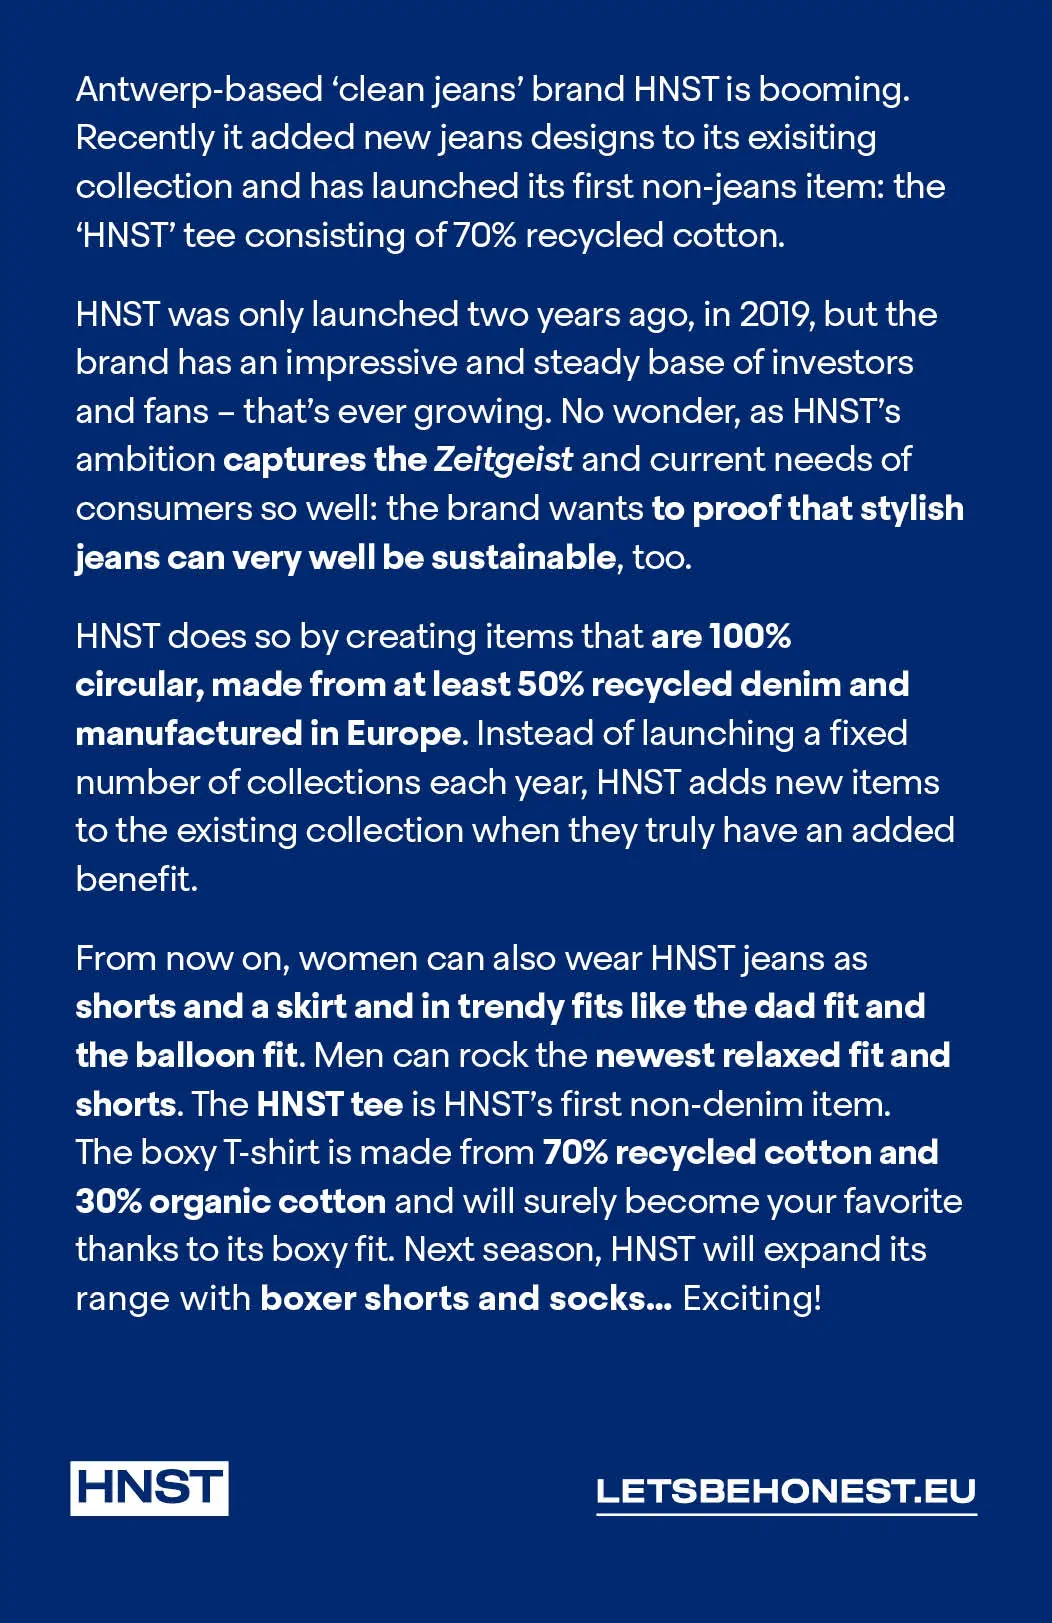 Antwerp-based ‘clean jeans’ brand HNST is booming.
Recently it added new jeans designs to its exisiting
collection and has launched its first non-jeans item: the
‘HNST’ tee consisting of 70% recycled cotton.
HNST was only launched two years ago, in 2019, but the
brand has an impressive and steady base of investors
and fans – that’s ever growing. No wonder, as HNST’s
ambition captures the Zeitgeist and current needs of
consumers so well: the brand wants to proof that stylish
jeans can very well be sustainable, too.
HNST does so by creating items that are 100%
circular, made from at least 50% recycled denim and
manufactured in Europe. Instead of launching a fixed
number of collections each year, HNST adds new items
to the existing collection when they truly have an added
benefit.
From now on, women can also wear HNST jeans as
shorts and a skirt and in trendy fits like the dad fit and
the balloon fit. Men can rock the newest relaxed fit and
shorts. The HNST tee is HNST’s first non-denim item.
The boxy T-shirt is made from 70% recycled cotton and
30% organic cotton and will surely become your favorite
thanks to its boxy fit. Next season, HNST will expand its
range with boxer shorts and socks... Exciting!
HNST
LETSBEHONEST.EU